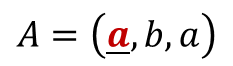 A = (a, b, a)